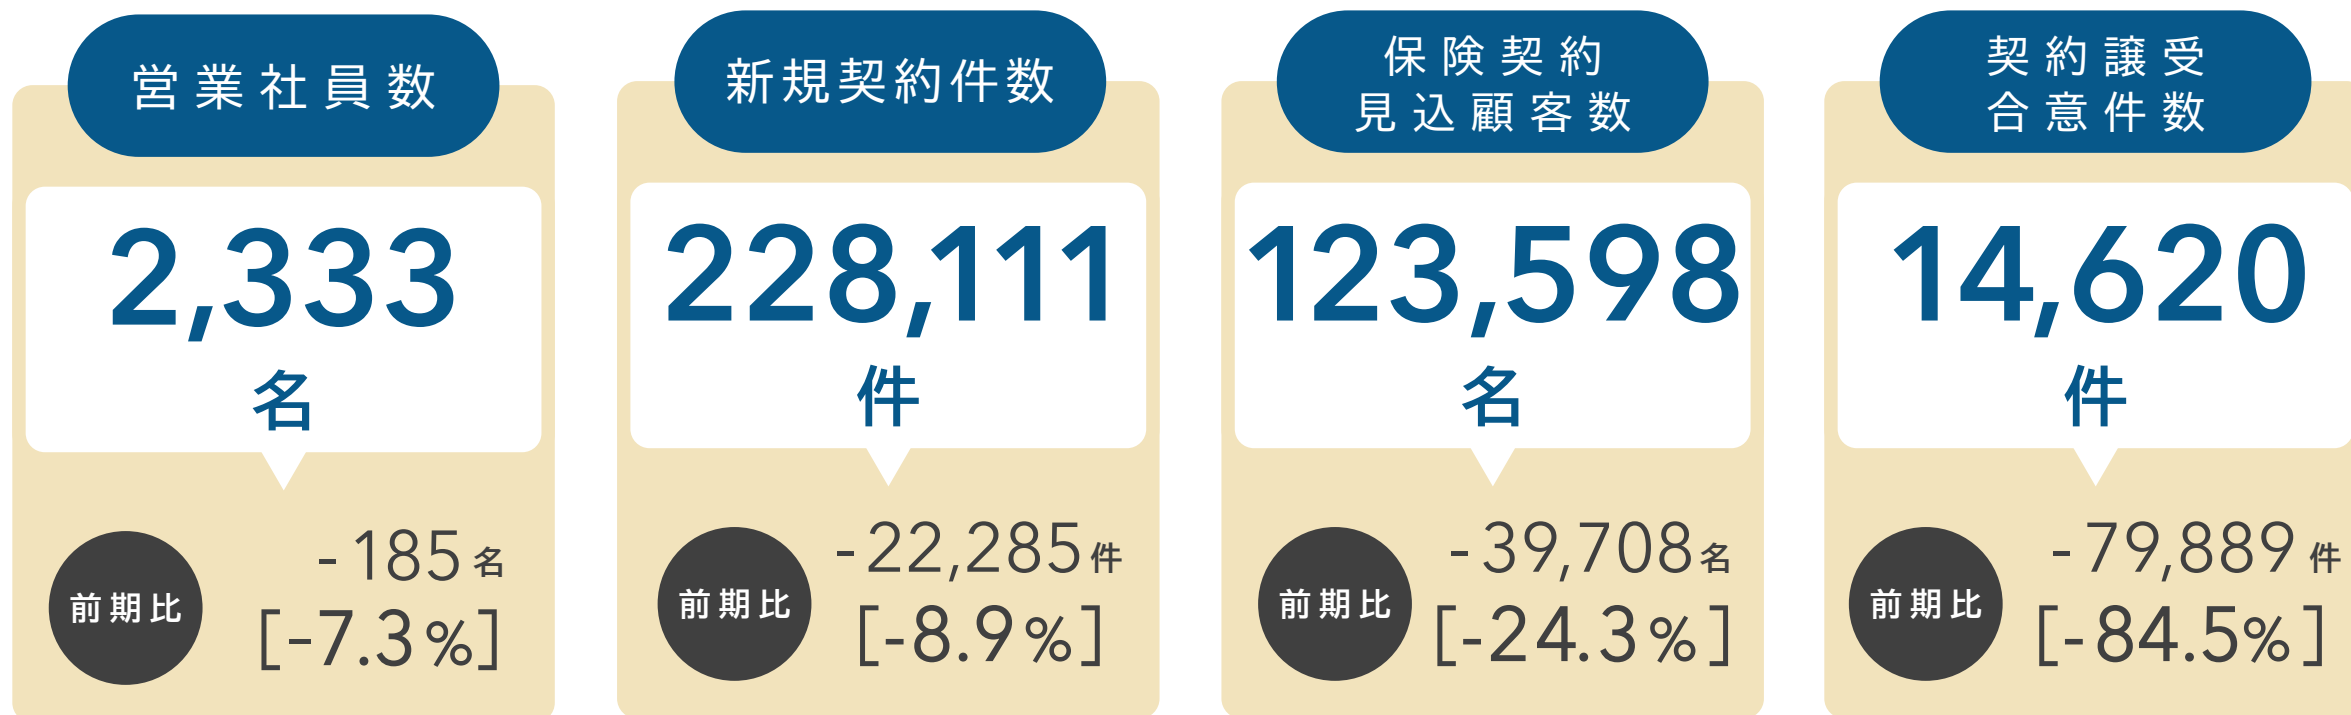 営業社員数
2,333
名
前期比
-185名
[-7.3%]
新規契約件数
228,111
件
前期比
-22,285件
[-8.9%]
保険契約
見込顧客数
123,598
名
前期比
-39,708名
[-24.3%]
契約譲受
合意件数
14,620
件
前期比
-79,889件
[-84.5%]